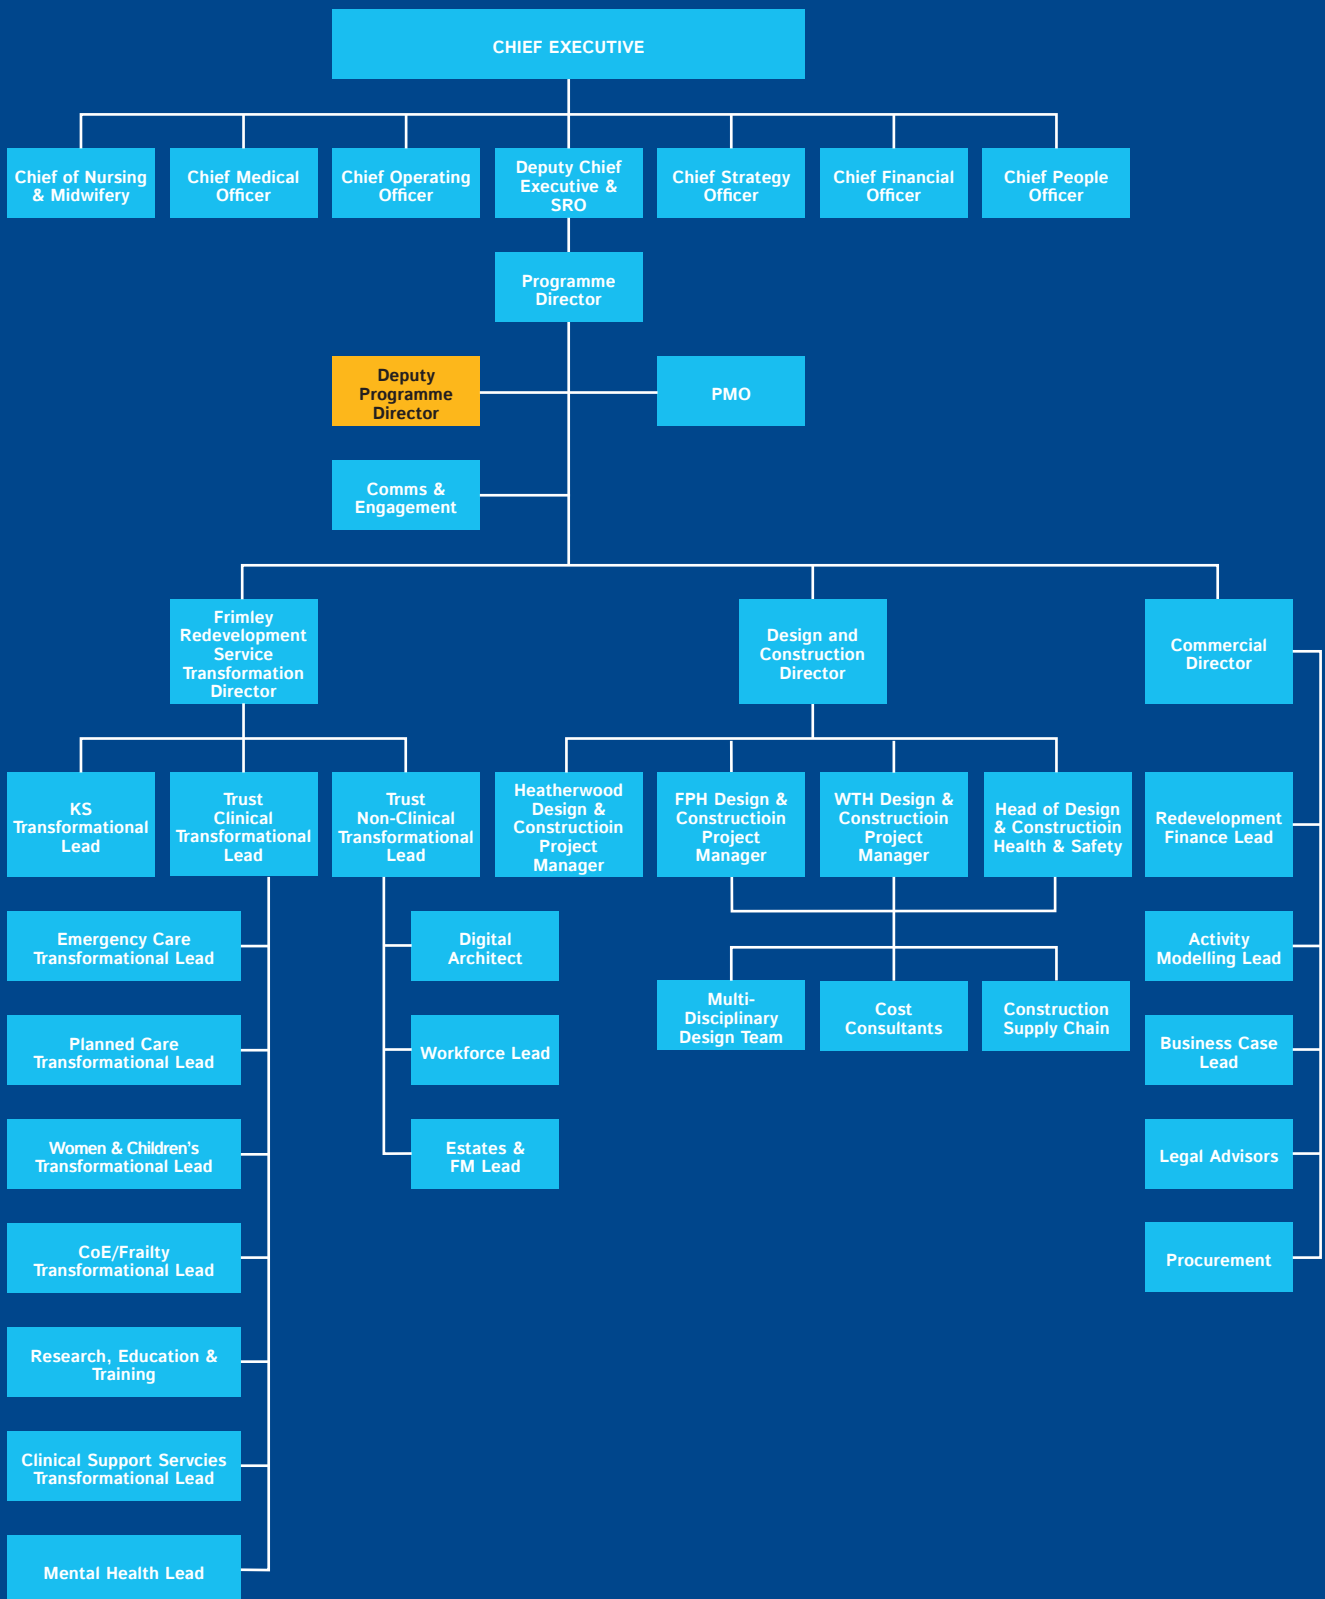 CHIEF EXECUTIVE
Chief of Nursing
& Midwifery
Chief Medical
Officer
Chief Operating
Officer
Deputy Chief
Executive &
SRO
Chief Strategy
Officer
Chief Financial
Officer
Chief People
Officer
Programme
Director
Deputy
Programme
Director
PMO
Comms &
Engagement
Frimley
Redevelopment
Service
Transformation
Director
Design and
Construction
Director
Commercial
Director
KS
Transformational
Lead
Trust
Clinical
Transformational
Lead
Trust
Non-Clinical
Transformational
Lead
Heatherwood
Design &
Constructioin
Project
Manager
FPH Design &
Constructioin
Project
Manager
WTH Design &
Constructioin
Project
Manager
Head of Design
& Constructioin
Health & Safety
Redevelopment
Finance Lead
Emergency Care
Transformational Lead
Digital
Architect
Activity
Modelling Lead
Multi-
Disciplinary
Design Team
Cost
Consultants
Construction
Supply Chain
Planned Care
Transformational Lead
Workforce Lead
Business Case
Lead
Women & Children's
Transformational Lead
Estates &
FM Lead
Legal Advisors
CoE/Frailty
Transformational Lead
Procurement
Research, Education &
Training
Clinical Support Servcies
Transformational Lead
Mental Health Lead